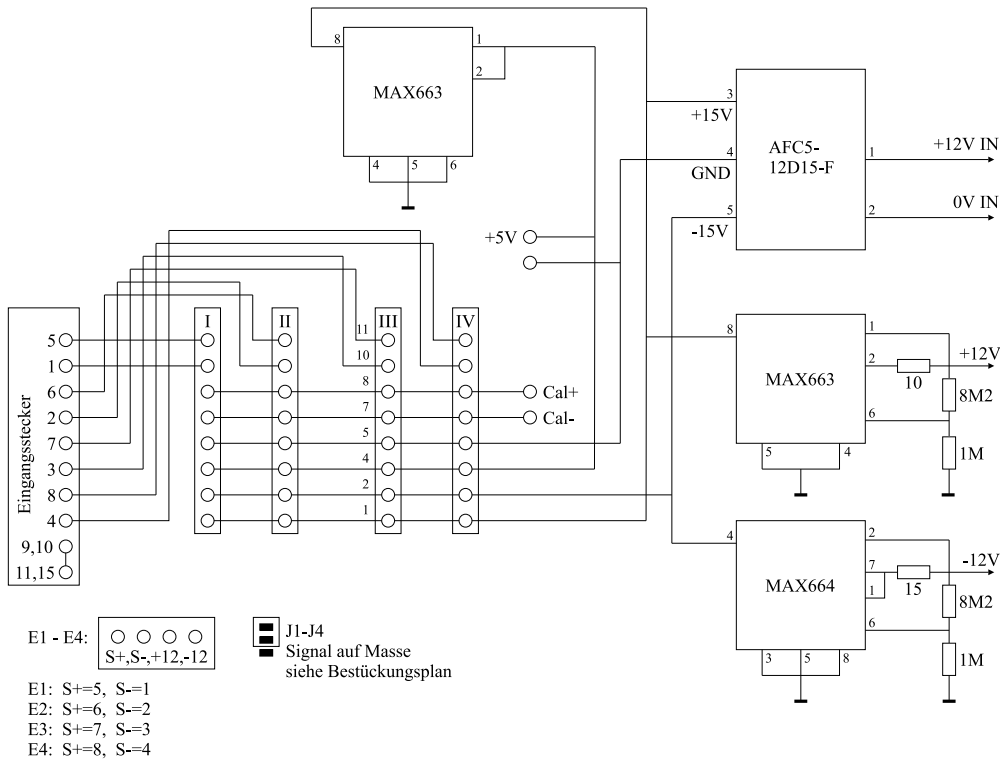 8
1
2
MAX663
4
5
6
3
+15V
4
GND
5
-15V
AFC5-
12D15-F
1
+12V IN
2
0V IN
+5V
I
II
III
IV
11
10
8
7
5
4
2
1
Cal+
Cal-
Eingangsstecker
5
1
6
2
7
3
8
4
9,10
11,15
8
MAX663
1
2
6
5
4
10
+12V
8M2
1M
4
MAX664
2
7
1
6
3
5
8
15
-12V
8M2
1M
E1 - E4:
S+,S-,+12,-12
J1-J4
Signal auf Masse
siehe Bestückungsplan
E1: S+=5, S-=1
E2: S+=6, S-=2
E3: S+=7, S-=3
E4: S+=8, S-=4